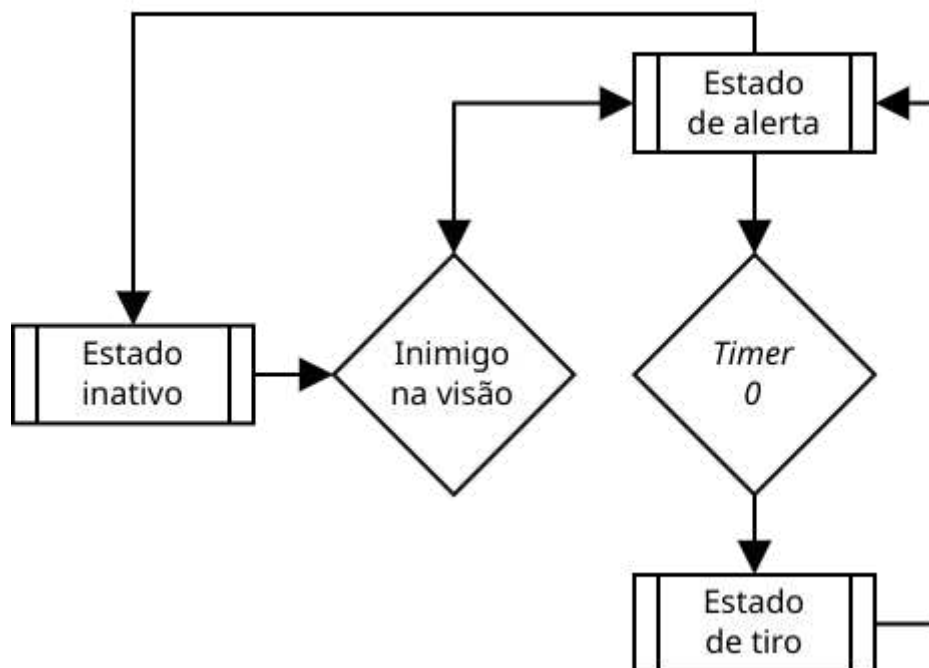 Estado
de alerta
Estado
inativo
Inimigo
na visão
Timer
0
Estado
de tiro